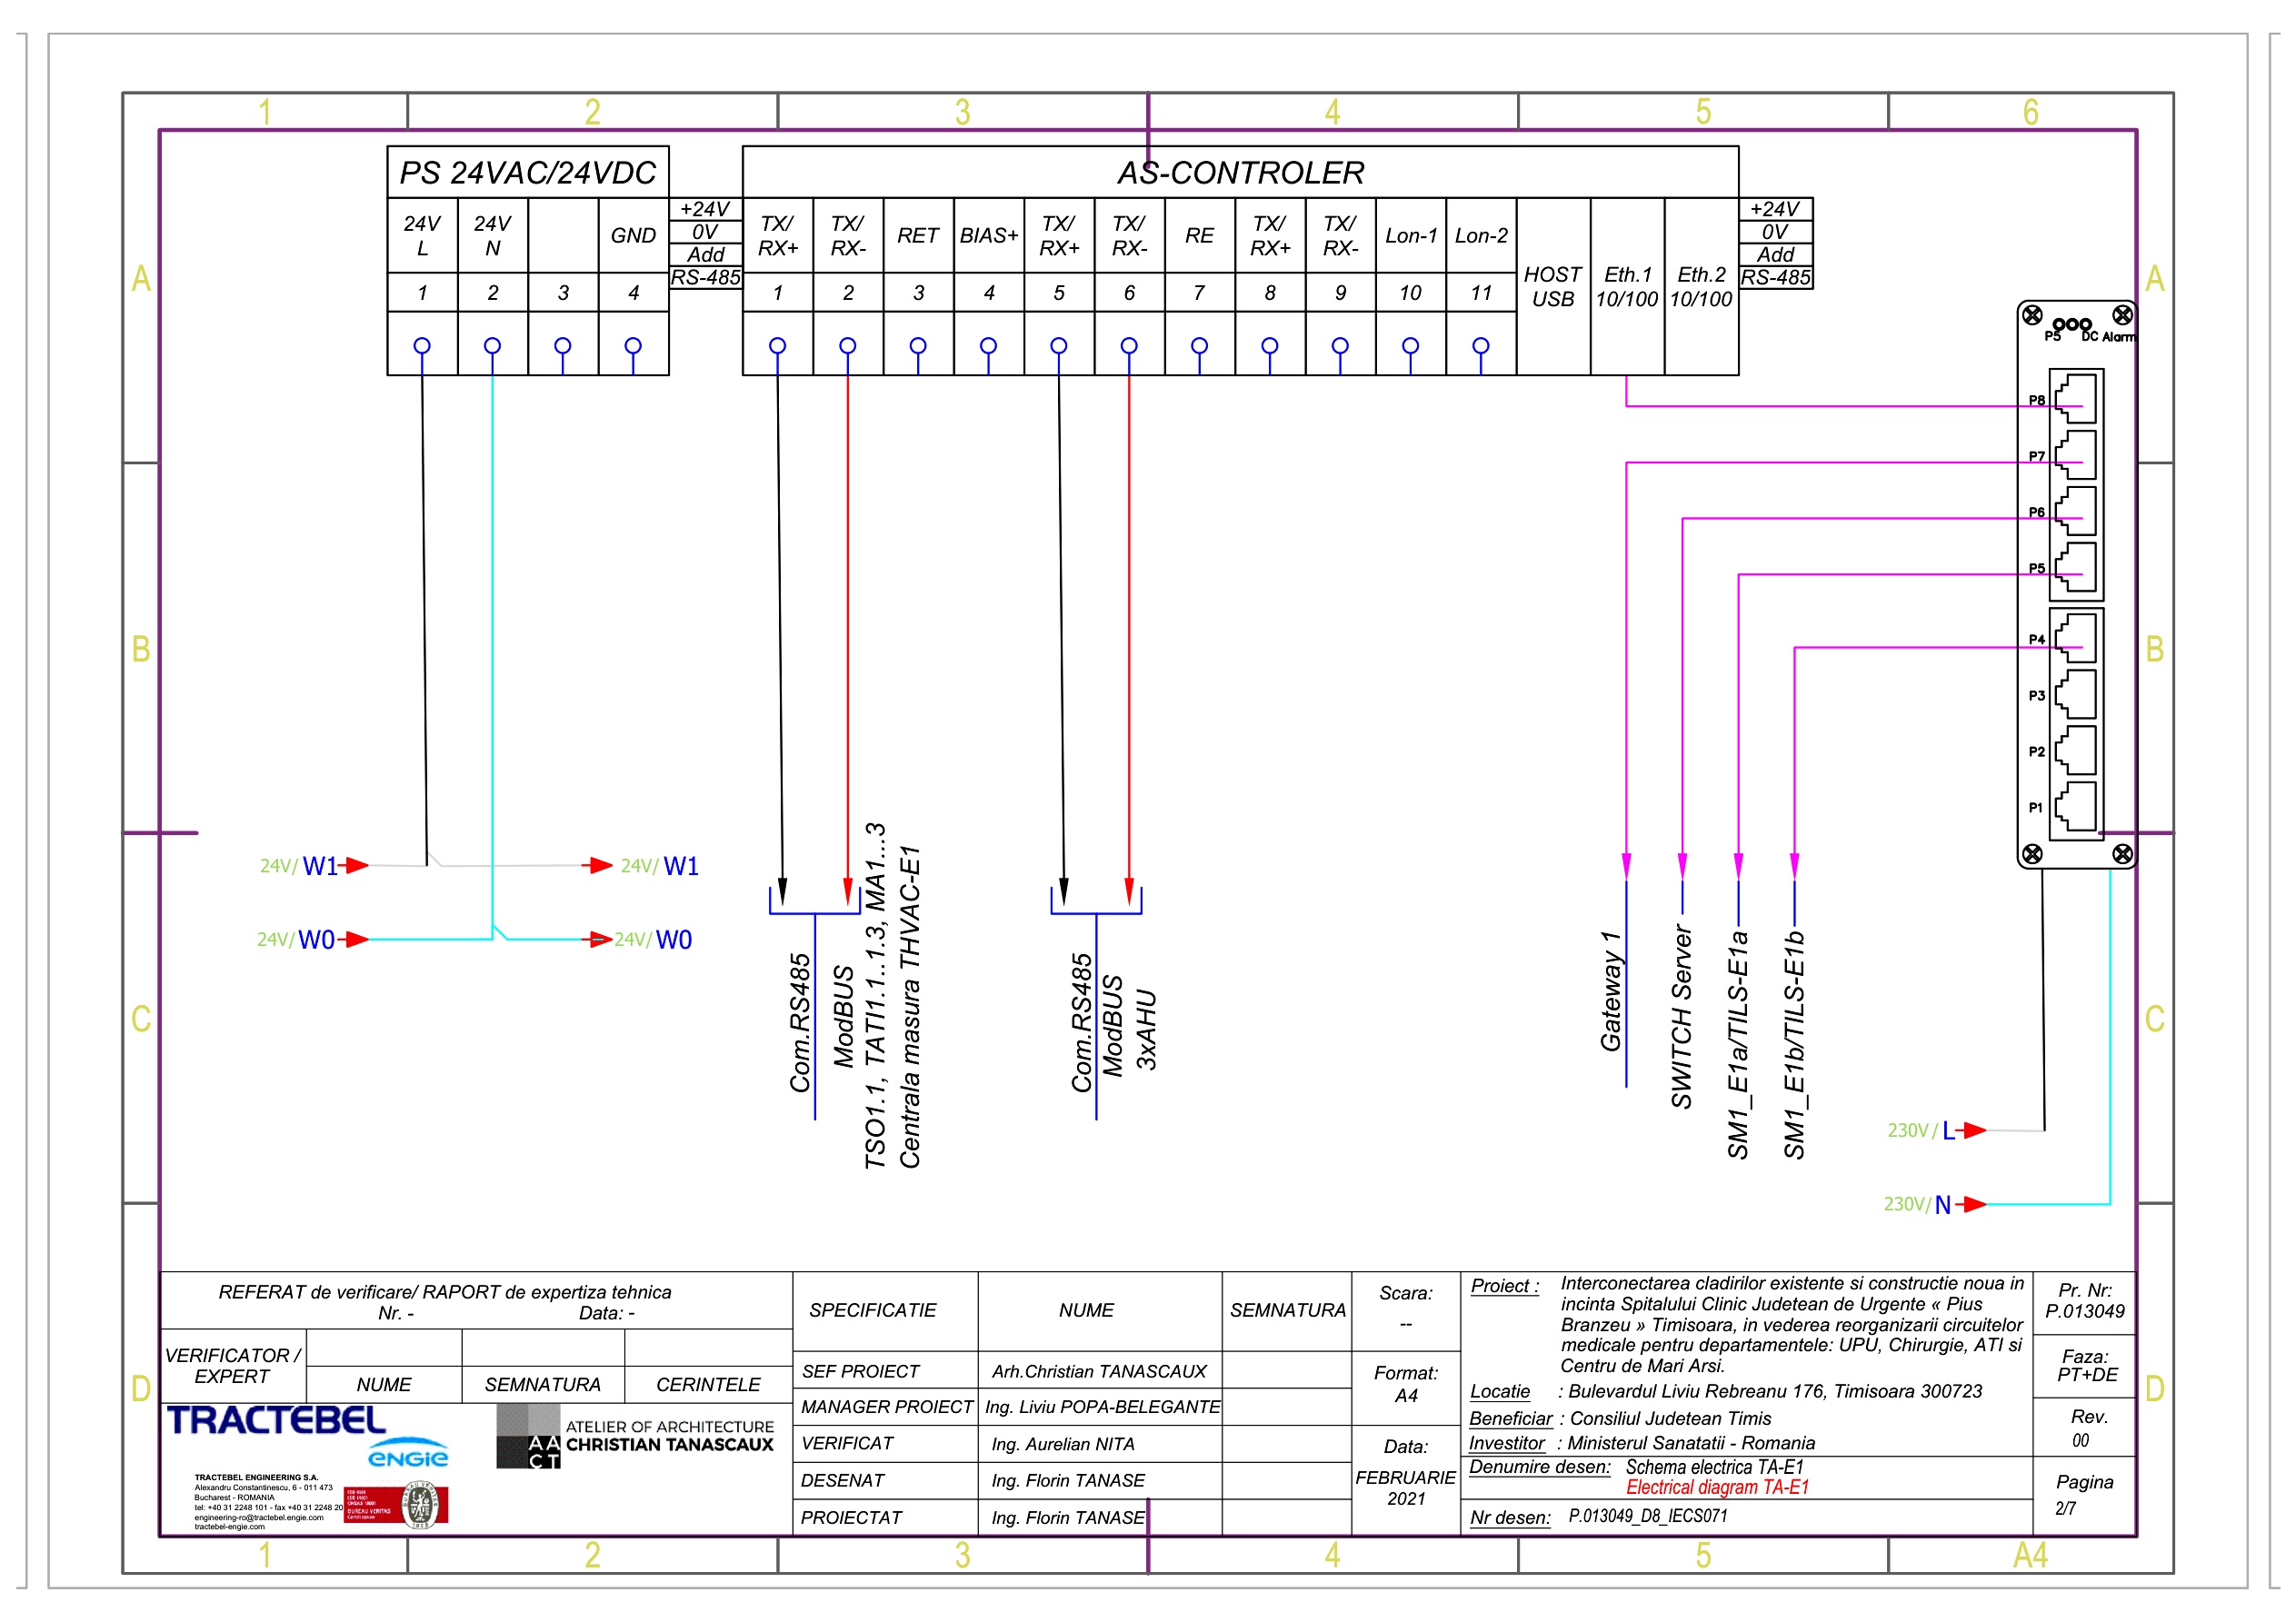 1 2 3 4 5 6
PS 24VAC/24VDC
24V L
24V N
GND
1 2 3 4
+24V
0V
Add
RS-485
AS-CONTROLER
TX/ RX+
TX/ RX-
RET
BIAS+
TX/ RX+
TX/ RX-
RE
TX/ RX+
TX/ RX-
Lon-1
Lon-2
1 2 3 4 5 6 7 8 9 10 11
HOST USB
Eth.1 10/100
Eth.2 10/100
+24V
0V
Add
RS-485
A A
P5 DC Alarm
P8
P7
P6
P5
P4
P3
P2
P1
B B
24V/ W1
24V/ W1
24V/ W0
24V/ W0
Com.RS485
ModBUS
TSO1.1, TATI1.1..1.3, MA1...3
Centrala masura THVAC-E1
Com.RS485
ModBUS
3xAHU
Gateway 1
SWITCH Server
SM1_E1a/TILS-E1a
SM1_E1b/TILS-E1b
C C
230V/ L
230V/ N
REFERAT de verificare/ RAPORT de expertiza tehnica
Nr. - Data: -
VERIFICATOR /
EXPERT
NUME SEMNATURA CERINTELE
TRACTEBEL
ENGIE
AA
CT
ATELIER OF ARCHITECTURE
CHRISTIAN TANASCAUX
TRACTEBEL ENGINEERING S.A.
Alexandru Constantinescu, 6 - 011 473
Bucharest - ROMANIA
tel: +40 31 2248 101 - fax +40 31 2248 20
engineering-ro@tractebel.engie.com
tractebel-engie.com
BUREAU VERITAS
SPECIFICATIE NUME SEMNATURA
SEF PROIECT Arh.Christian TANASCAUX
MANAGER PROIECT Ing. Liviu POPA-BELEGANTE
VERIFICAT Ing. Aurelian NITA
DESENAT Ing. Florin TANASE
PROIECTAT Ing. Florin TANASE
Scara:
--
Format:
A4
Data:
FEBRUARIE
2021
Proiect : Interconectarea cladirilor existente si constructie noua in
incinta Spitalului Clinic Judetean de Urgente « Pius
Branzeu » Timisoara, in vederea reorganizarii circuitelor
medicale pentru departamentele: UPU, Chirurgie, ATI si
Centru de Mari Arsi.
Locatie : Bulevardul Liviu Rebreanu 176, Timisoara 300723
Beneficiar : Consiliul Judetean Timis
Investitor : Ministerul Sanatatii - Romania
Denumire desen: Schema electrica TA-E1
Electrical diagram TA-E1
Nr desen: P.013049_D8_IECS071
Pr. Nr:
P.013049
Faza:
PT+DE
Rev.
00
Pagina
2/7
D D
1 2 3 4 5 A4